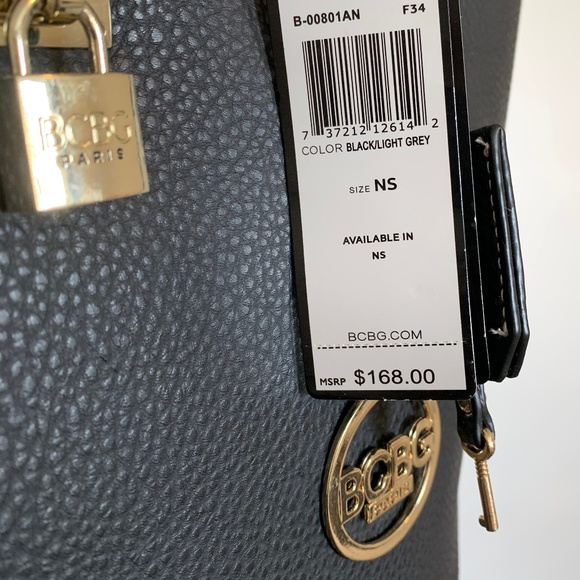 BCBG
PARIS
B-00801AN F34
7 37212 12614 2
COLOR BLACK/LIGHT GREY
SIZE NS
AVAILABLE IN
NS
BCBG.COM
MSRP $168.00
BCBG